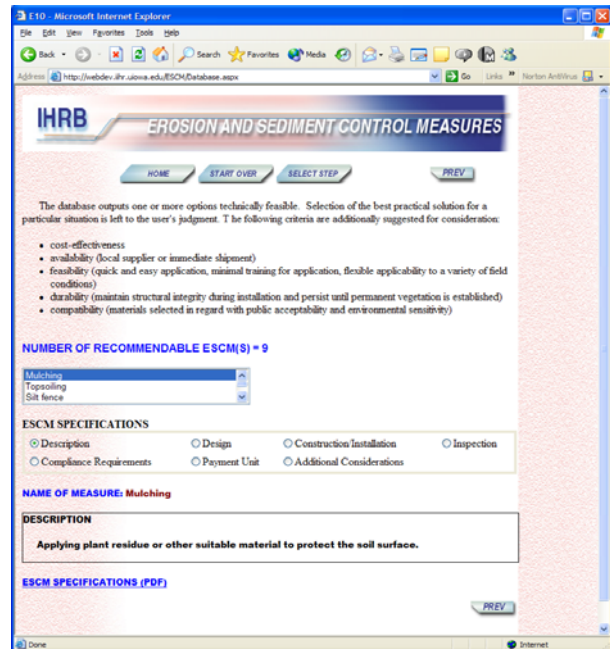 E10 - Microsoft Internet Explorer
File Edit View Favorites Tools Help
Back Search Favorites Media
Address http://webdev.ihr.uiowa.edu/ESCM/Database.aspx Go Links » Norton AntiVirus
IHRB EROSION AND SEDIMENT CONTROL MEASURES
HOME START OVER SELECT STEP PREV
The database outputs one or more options technically feasible. Selection of the best practical solution for a
particular situation is left to the user's judgment. T he following criteria are additionally suggested for consideration:
• cost-effectiveness
• availability (local supplier or immediate shipment)
• feasibility (quick and easy application, minimal training for application, flexible applicability to a variety of field
conditions)
• durability (maintain structural integrity during installation and persist until permanent vegetation is established)
• compatibility (materials selected in regard with public acceptability and environmental sensitivity)
NUMBER OF RECOMMENDABLE ESCM(S) = 9
Mulching
Topsoiling
Silt fence
ESCM SPECIFICATIONS
Description Design Construction/Installation Inspection
Compliance Requirements Payment Unit Additional Considerations
NAME OF MEASURE: Mulching
DESCRIPTION
Applying plant residue or other suitable material to protect the soil surface.
ESCM SPECIFICATIONS (PDF)
PREV
Done Internet